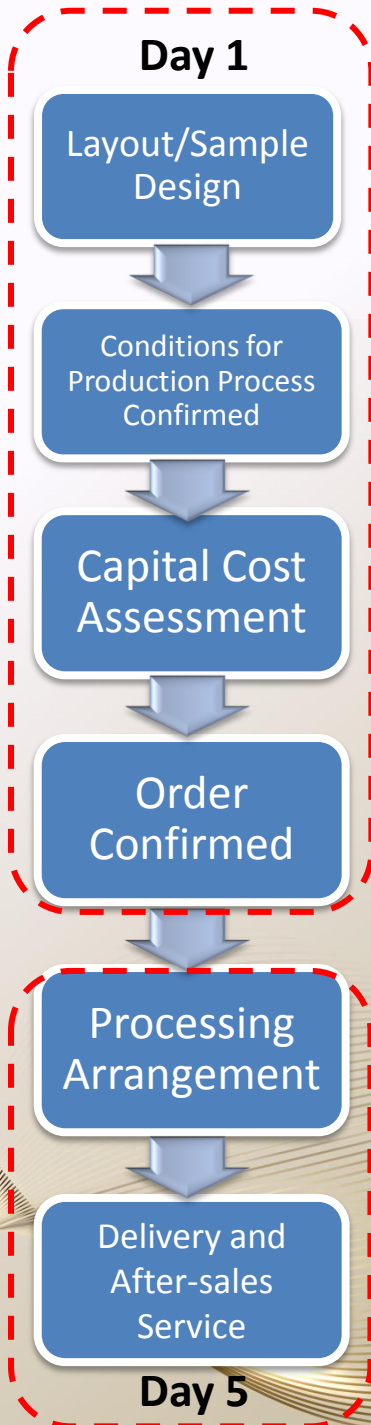 Day 1
Layout/Sample
Design
Conditions for
Production Process
Confirmed
Capital Cost
Assessment
Order
Confirmed
Processing
Arrangement
Delivery and
After-sales
Service
Day 5